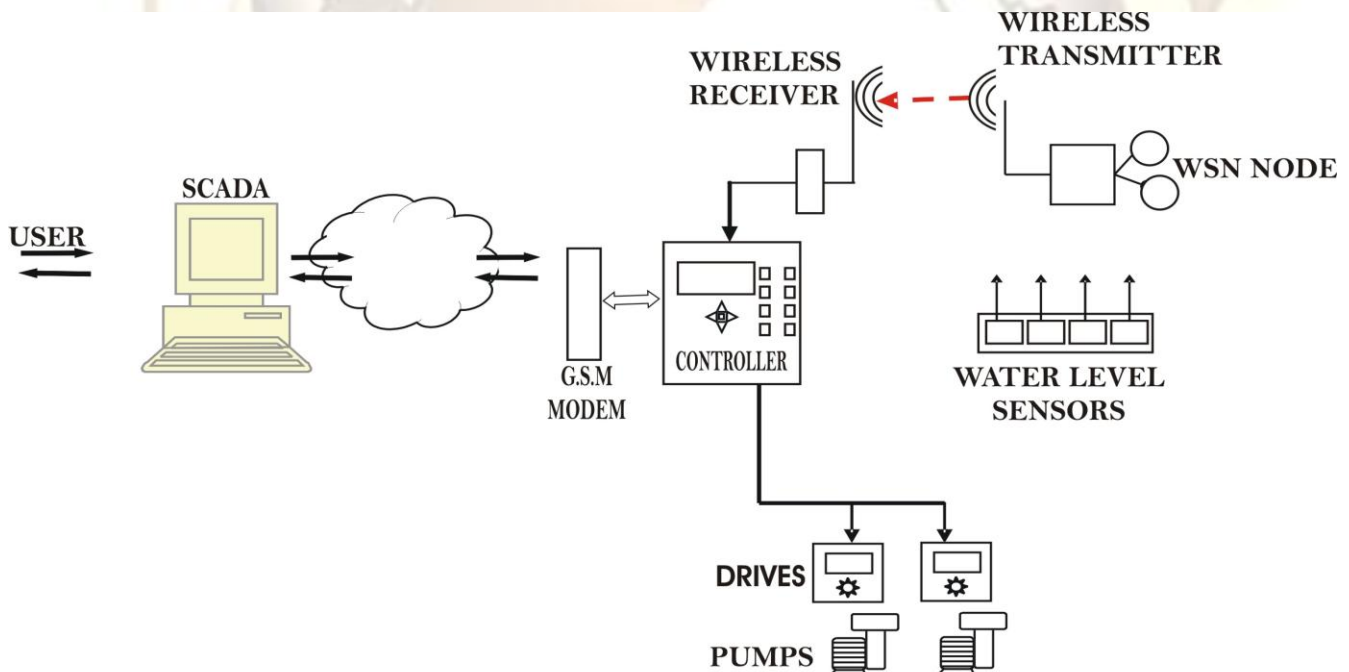 WIRELESS
TRANSMITTER
WIRELESS
RECEIVER
WSN NODE
SCADA
USER
CONTROLLER
G.S.M
MODEM
WATER LEVEL
SENSORS
DRIVES
PUMPS